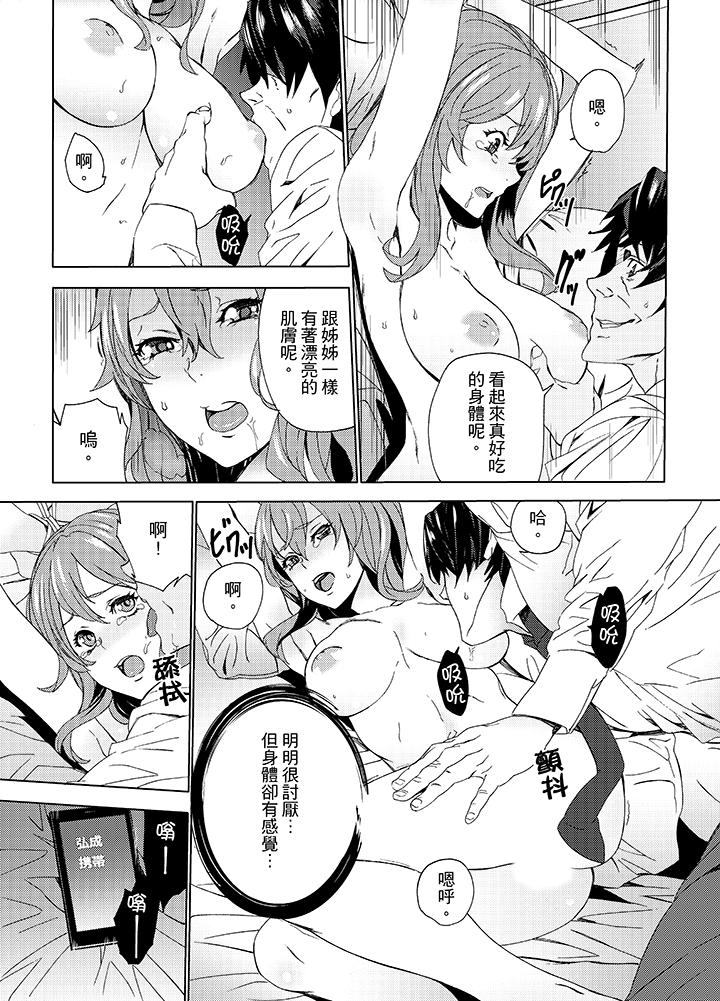 嗯。
ピクッ
看起來真好吃
的身體呢。
啊。
吸吮
跟姊姊一樣
有著漂亮的
肌膚呢。
嗚。
哈。
吸吮
吸吮
ビクッ
啊。
顫抖
明明很討厭…
但身體卻有感覺…
嗯呼。
啊！
舔拭
弘成
携帯
嗡—
嗡—